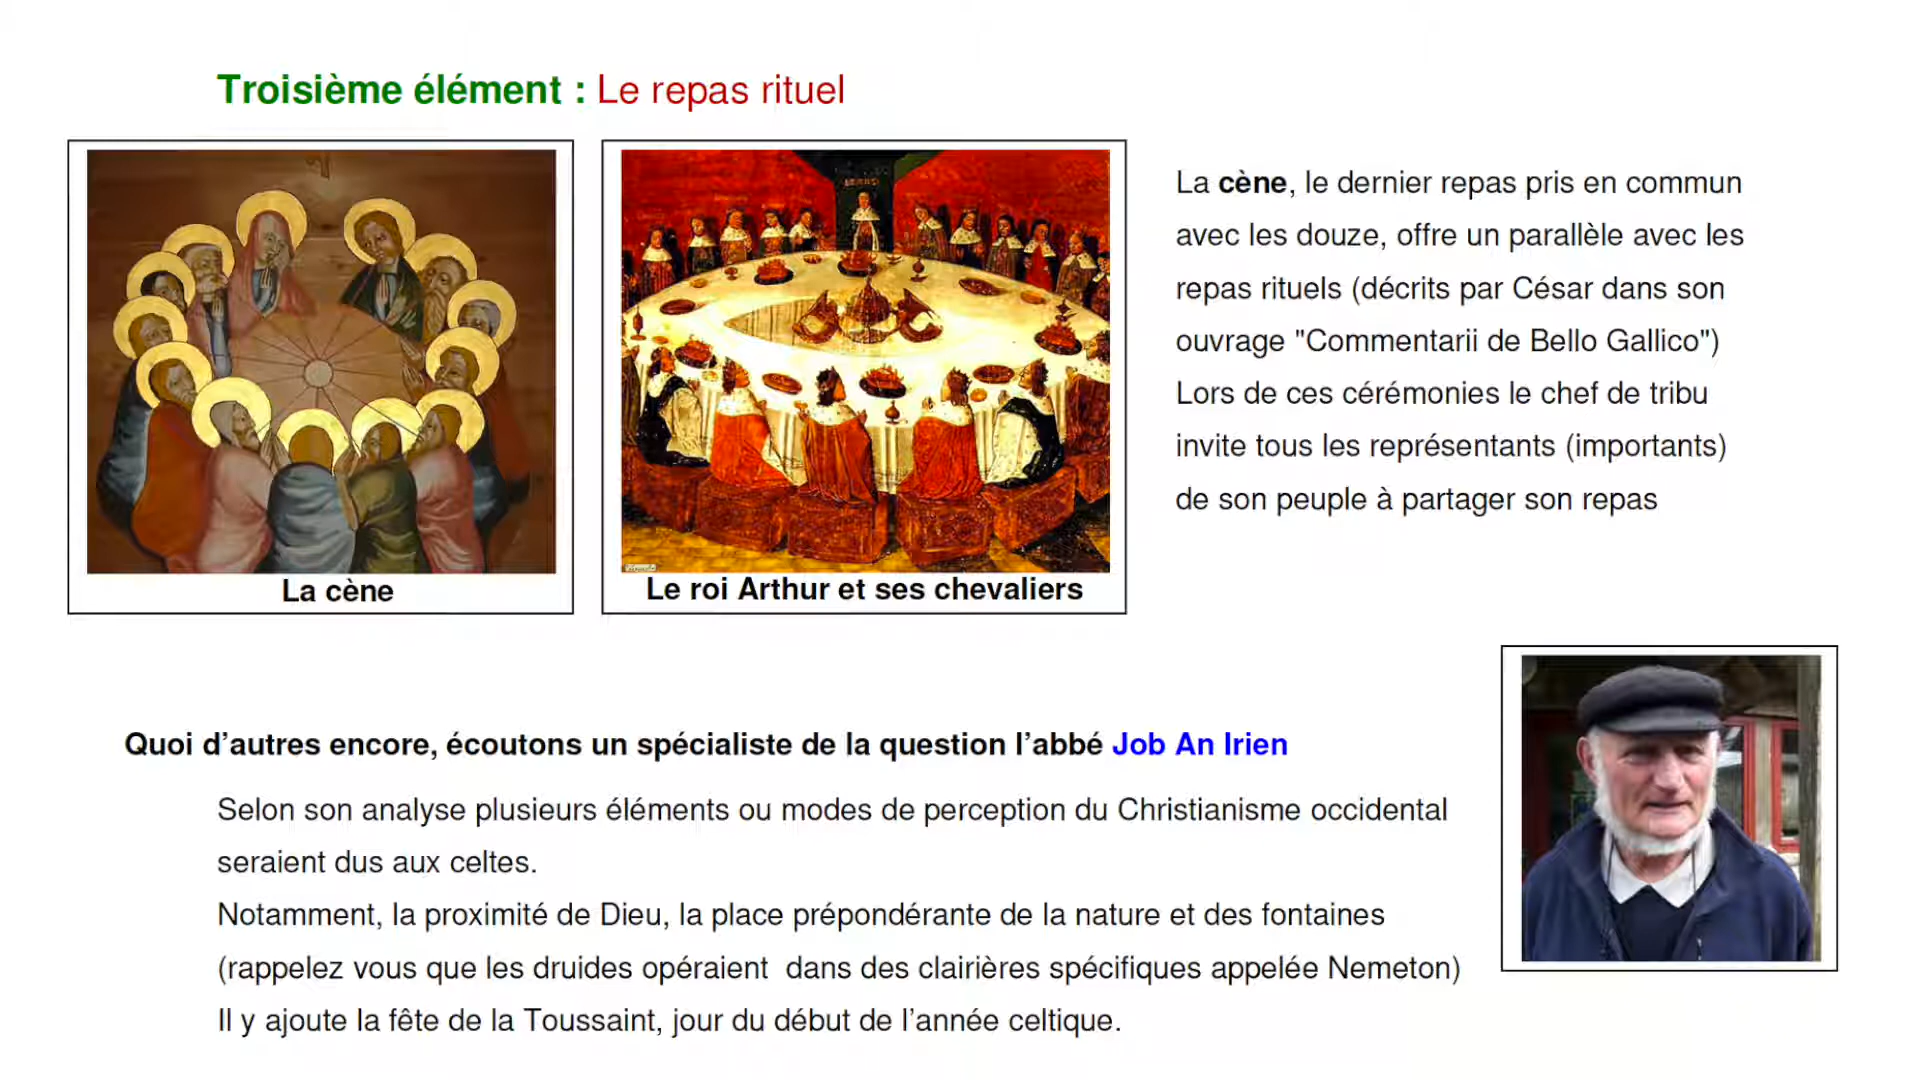 Troisième élément : Le repas rituel
La cène, le dernier repas pris en commun
avec les douze, offre un parallèle avec les
repas rituels (décrits par César dans son
ouvrage "Commentarii de Bello Gallico")
Lors de ces cérémonies le chef de tribu
invite tous les représentants (importants)
de son peuple à partager son repas
La cène
Le roi Arthur et ses chevaliers
Quoi d’autres encore, écoutons un spécialiste de la question l’abbé Job An Irien
Selon son analyse plusieurs éléments ou modes de perception du Christianisme occidental
seraient dus aux celtes.
Notamment, la proximité de Dieu, la place prépondérante de la nature et des fontaines
(rappelez vous que les druides opéraient  dans des clairières spécifiques appelée Nemeton)
Il y ajoute la fête de la Toussaint, jour du début de l’année celtique.